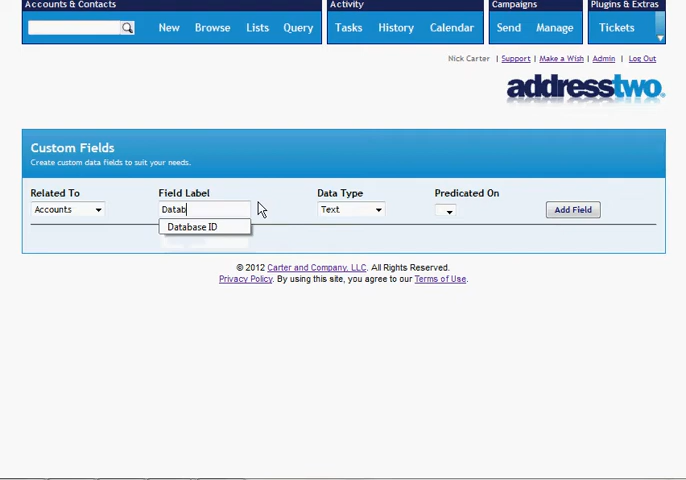 Accounts & Contacts
Activity
Campaigns
Plugins & Extras
New Browse Lists Query Tasks History Calendar Send Manage Tickets
Nick Carter | Support | Make a Wish | Admin | Log Out
addresstwo
Custom Fields
Create custom data fields to suit your needs.
Related To Field Label Data Type Predicated On
Accounts Datab Text Add Field
Database ID
© 2012 Carter and Company, LLC. All Rights Reserved.
Privacy Policy. By using this site, you agree to our Terms of Use.